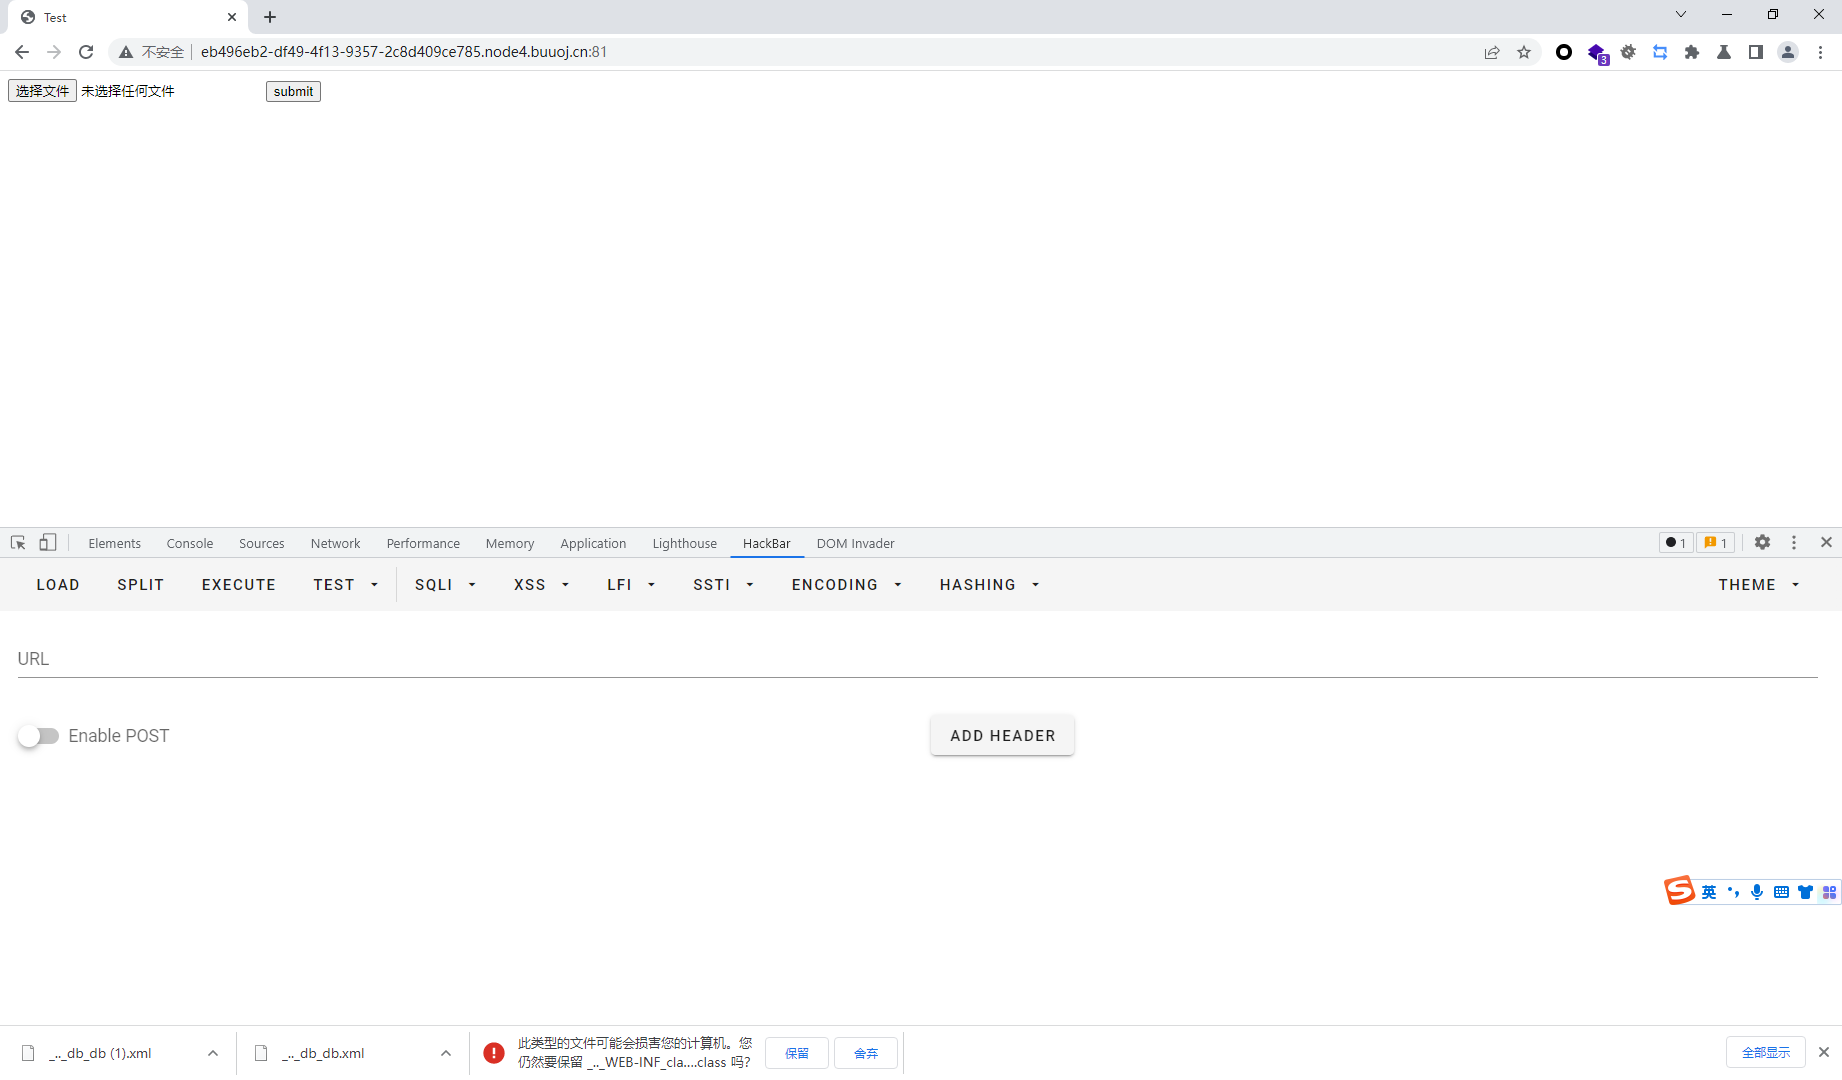 Test
不安全
eb496eb2-df49-4f13-9357-2c8d409ce785.node4.buuoj.cn:81
3
选择文件 未选择任何文件 submit
Elements Console Sources Network Performance Memory Application Lighthouse HackBar DOM Invader 1 1
LOAD SPLIT EXECUTE TEST SQLI XSS LFI SSTI ENCODING HASHING THEME
URL
Enable POST ADD HEADER
英
_.._db_db (1).xml
_.._db_db.xml
此类型的文件可能会损害您的计算机。您
仍然要保留 _.._WEB-INF_cla....class 吗?
保留 舍弃
全部显示